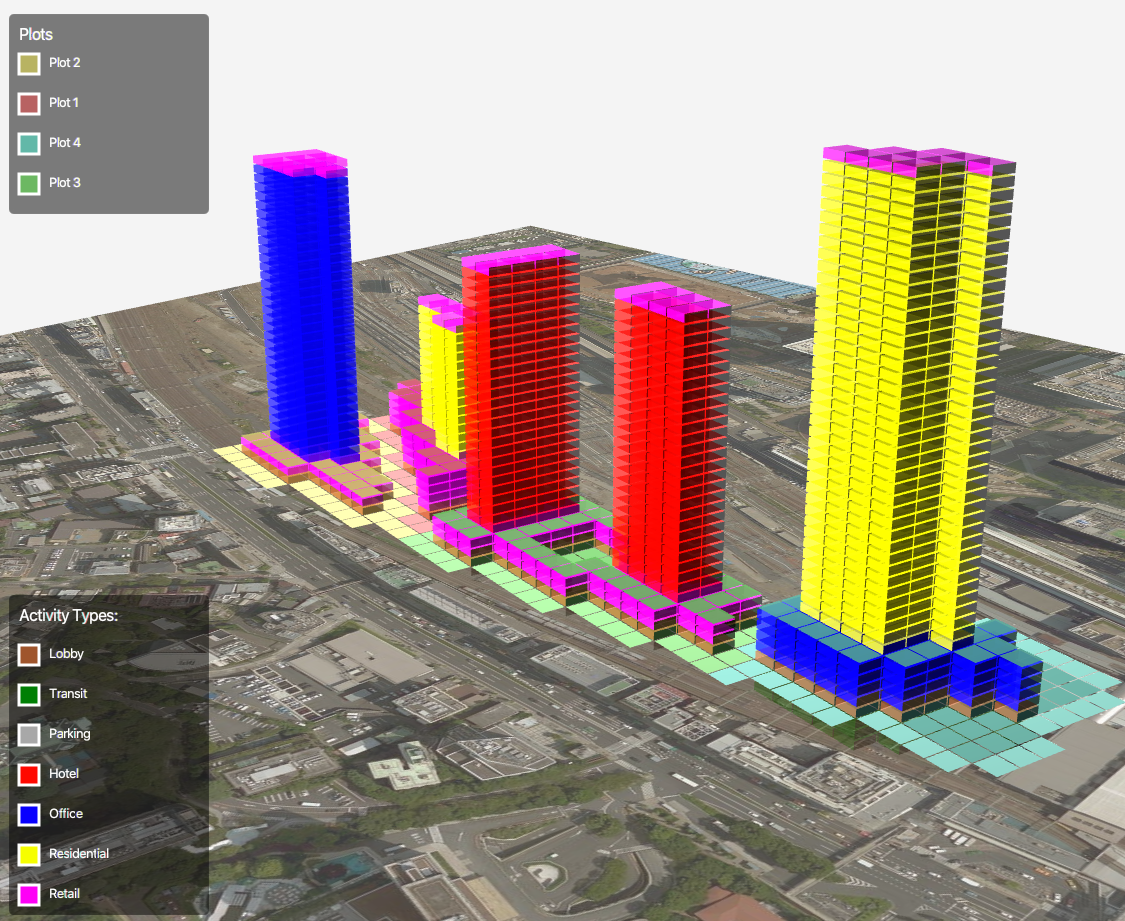 Plots
Plot 2
Plot 1
Plot 4
Plot 3
Activity Types:
Lobby
Transit
Parking
Hotel
Office
Residential
Retail